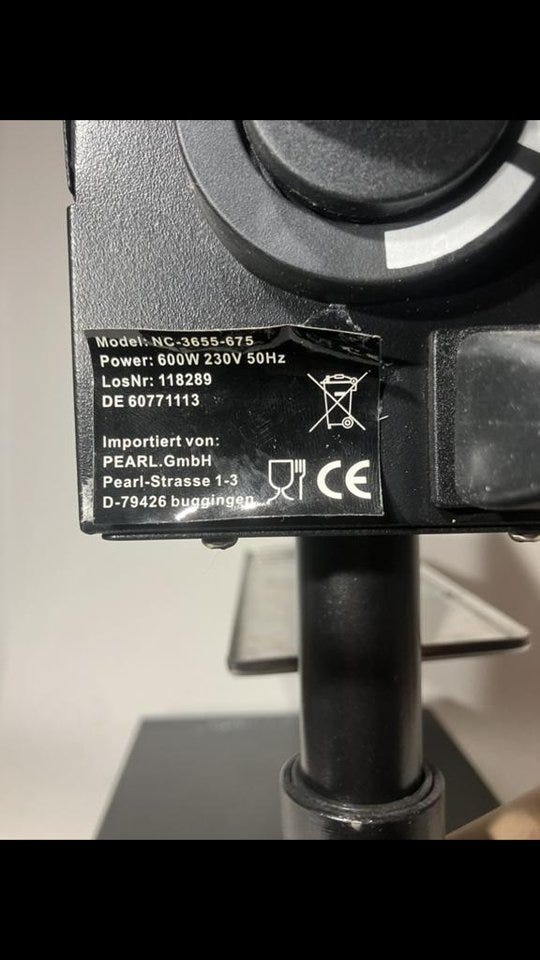 Model: NC-3655-675
Power: 600W 230V 50Hz
LosNr: 118289
DE 60771113
Importiert von:
PEARL.GmbH
Pearl-Strasse 1-3
D-79426 buggingen
CE